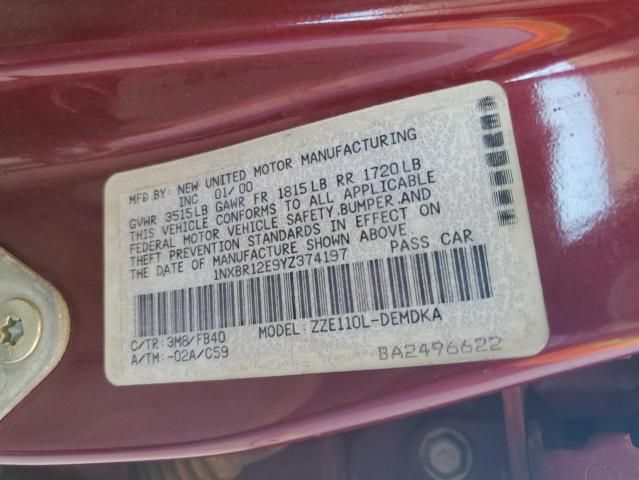 MFD.BY: NEW UNITED MOTOR MANUFACTURING
INC 01/00
GVWR 3515LB GAWR FR 1815LB RR 1720LB
THIS VEHICLE CONFORMS TO ALL APPLICABLE
FEDERAL MOTOR VEHICLE SAFETY,BUMPER,AND
THEFT PREVENTION STANDARDS IN EFFECT ON
THE DATE OF MANUFACTURE SHOWN ABOVE
1NXBR12E9YZ374197 PASS CAR
C/TR: 3M8/FB40 MODEL: ZZE110L-DEMDKA
A/TM: -02A/C59
BA2496622